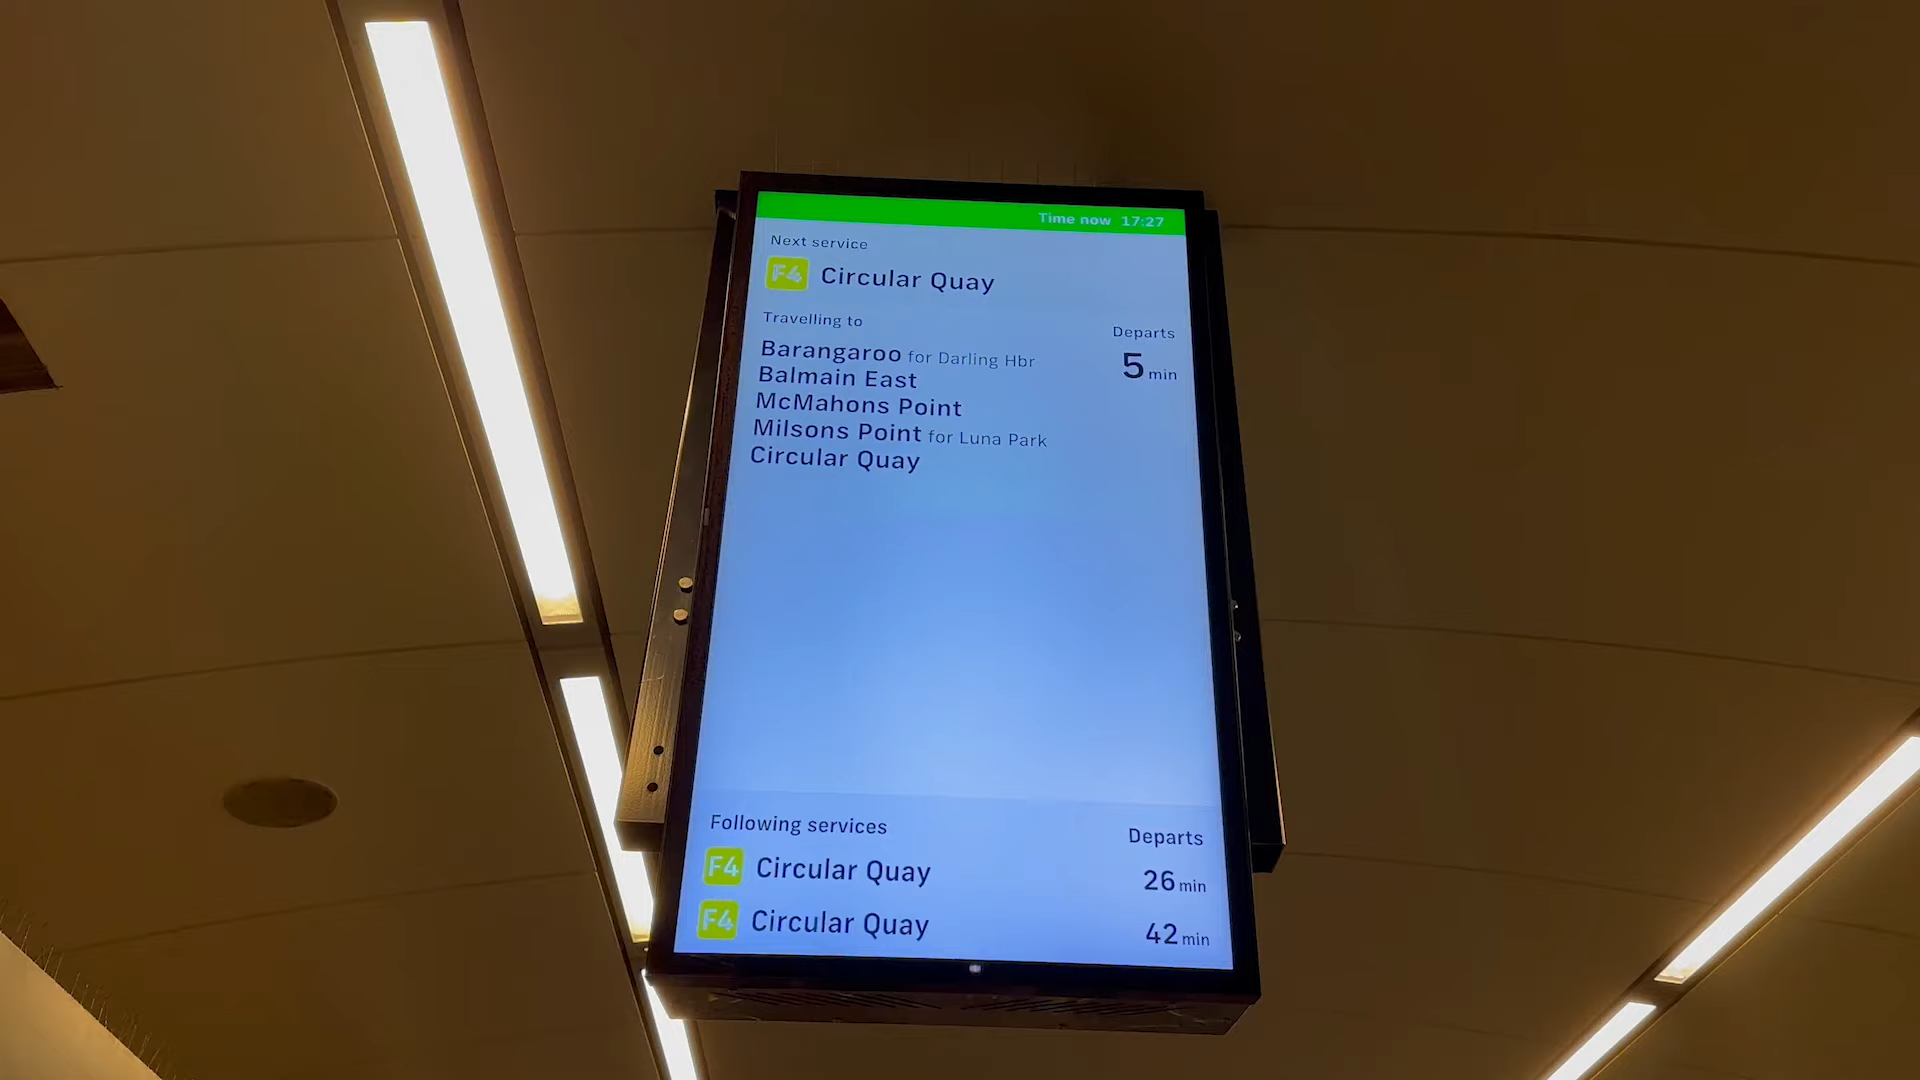 Time now 17:27
Next service
F4 Circular Quay
Travelling to
Departs
Barangaroo for Darling Hbr
5 min
Balmain East
McMahons Point
Milsons Point for Luna Park
Circular Quay
Following services
Departs
F4 Circular Quay 26 min
F4 Circular Quay 42 min